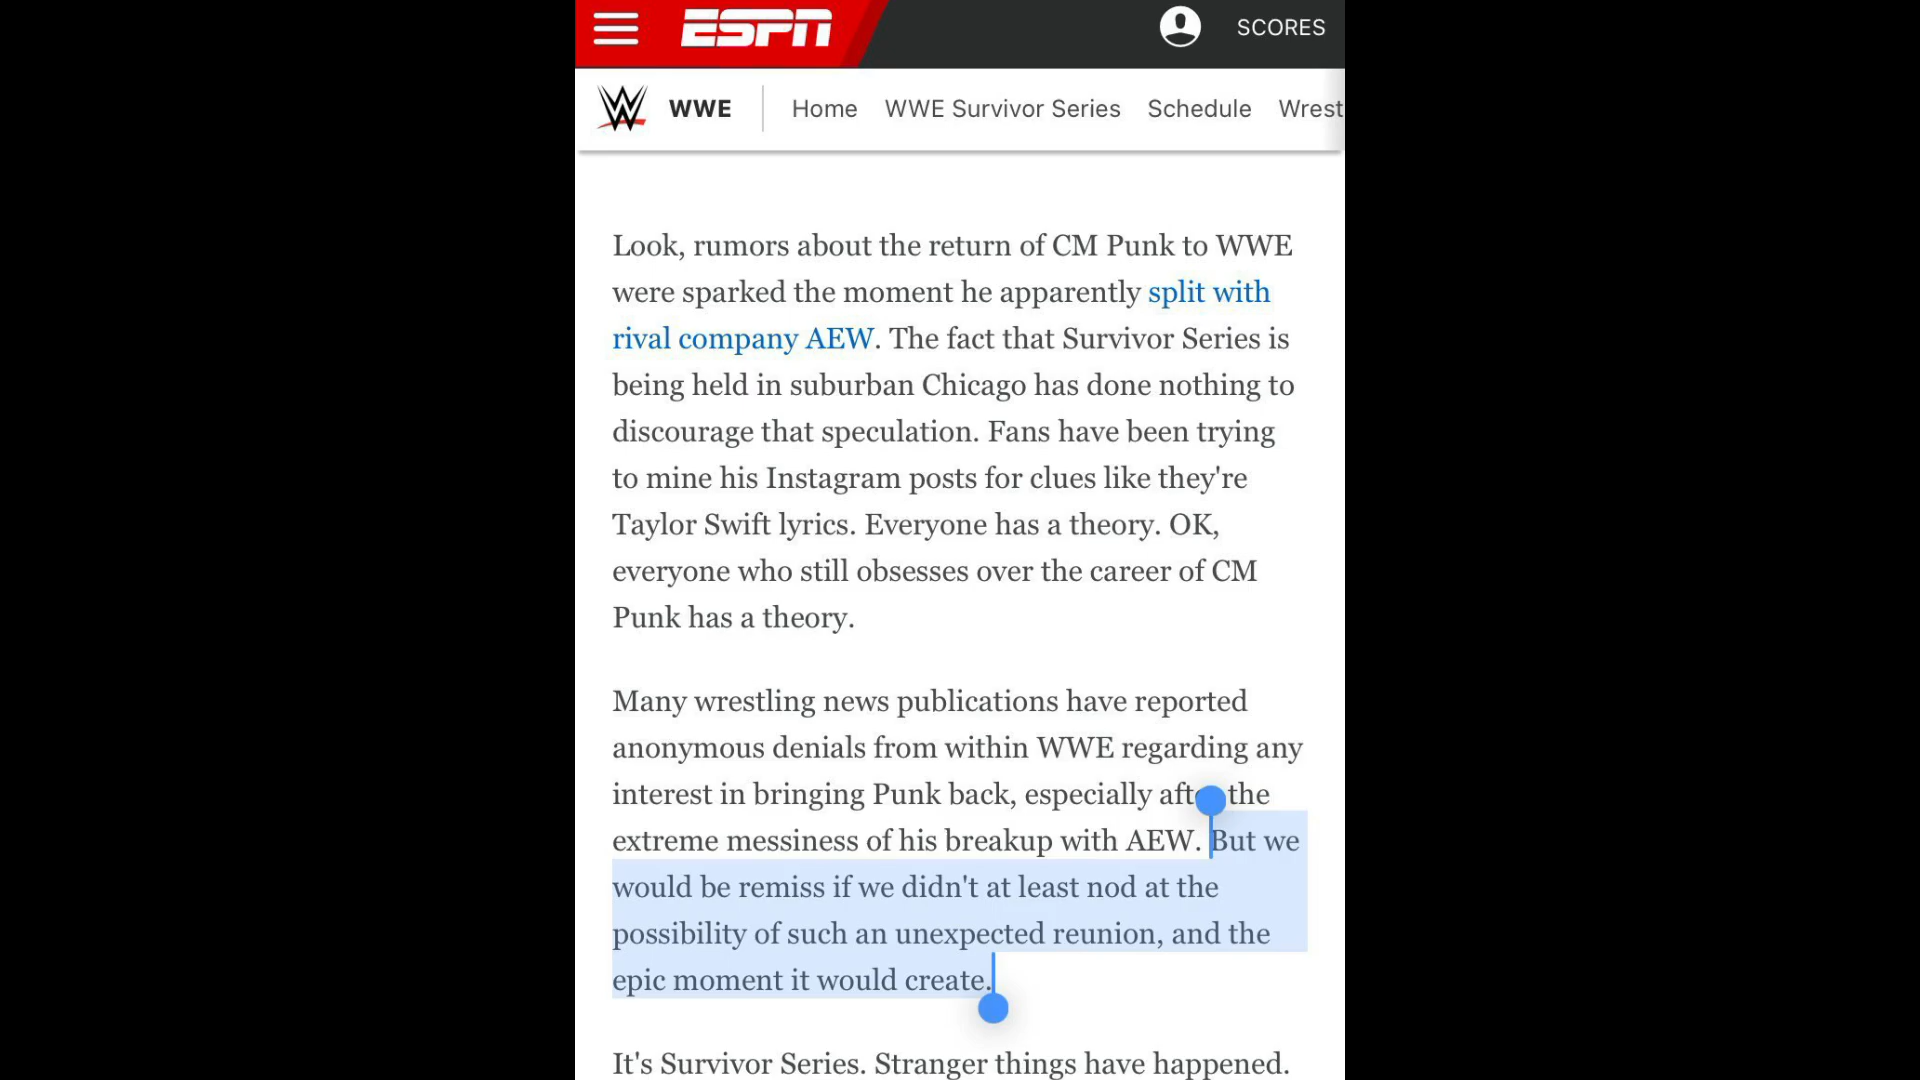 ESPN SCORES
WWE Home WWE Survivor Series Schedule Wrest
Look, rumors about the return of CM Punk to WWE
were sparked the moment he apparently split with
rival company AEW. The fact that Survivor Series is
being held in suburban Chicago has done nothing to
discourage that speculation. Fans have been trying
to mine his Instagram posts for clues like they're
Taylor Swift lyrics. Everyone has a theory. OK,
everyone who still obsesses over the career of CM
Punk has a theory.
Many wrestling news publications have reported
anonymous denials from within WWE regarding any
interest in bringing Punk back, especially after the
extreme messiness of his breakup with AEW. But we
would be remiss if we didn't at least nod at the
possibility of such an unexpected reunion, and the
epic moment it would create.
It's Survivor Series. Stranger things have happened.